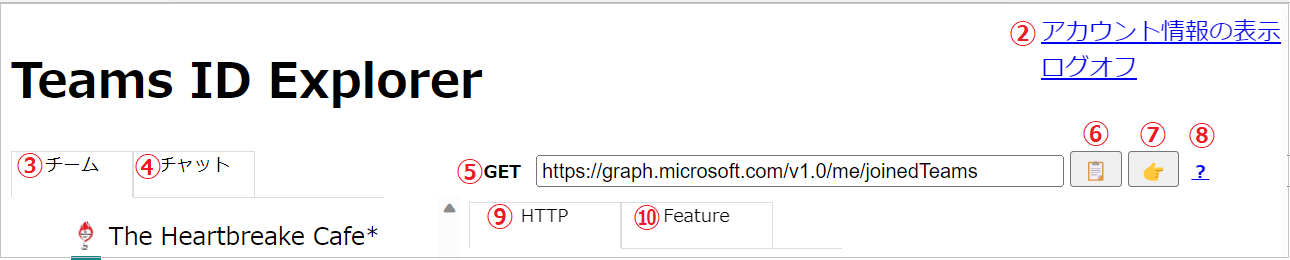 ② アカウント情報の表示
ログオフ
Teams ID Explorer
③ チーム ④ チャット
⑥ ⑦ ⑧
⑤ GET https://graph.microsoft.com/v1.0/me/joinedTeams ?
⑨ HTTP ⑩ Feature
The Heartbreake Cafe*